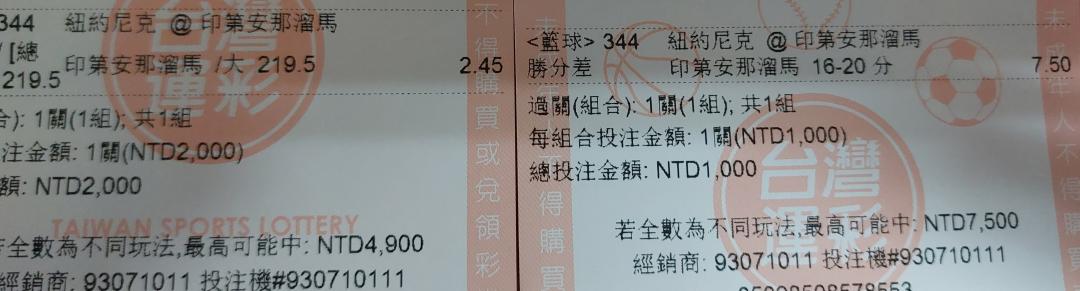 344 紐約尼克 @ 印第安那溜馬
/ [總
219.5 印第安那溜馬 /大 219.5 2.45
合): 1關(1組); 共1組
注金額: 1關(NTD2,000)
額: NTD2,000
TAIWAN SPORTS LOTTERY
若全數為不同玩法,最高可能中: NTD4,900
經銷商: 93071011 投注機#930710111
台灣運彩
不得購買或兌領彩
<籃球> 344 紐約尼克 @ 印第安那溜馬
勝分差 印第安那溜馬 16-20 分 7.50
過關(組合): 1關(1組); 共1組
每組合投注金額: 1關(NTD1,000)
總投注金額: NTD1,000
若全數為不同玩法,最高可能中: NTD7,500
經銷商: 93071011 投注機#930710111
台灣運彩
得購買
未成年人不得購買